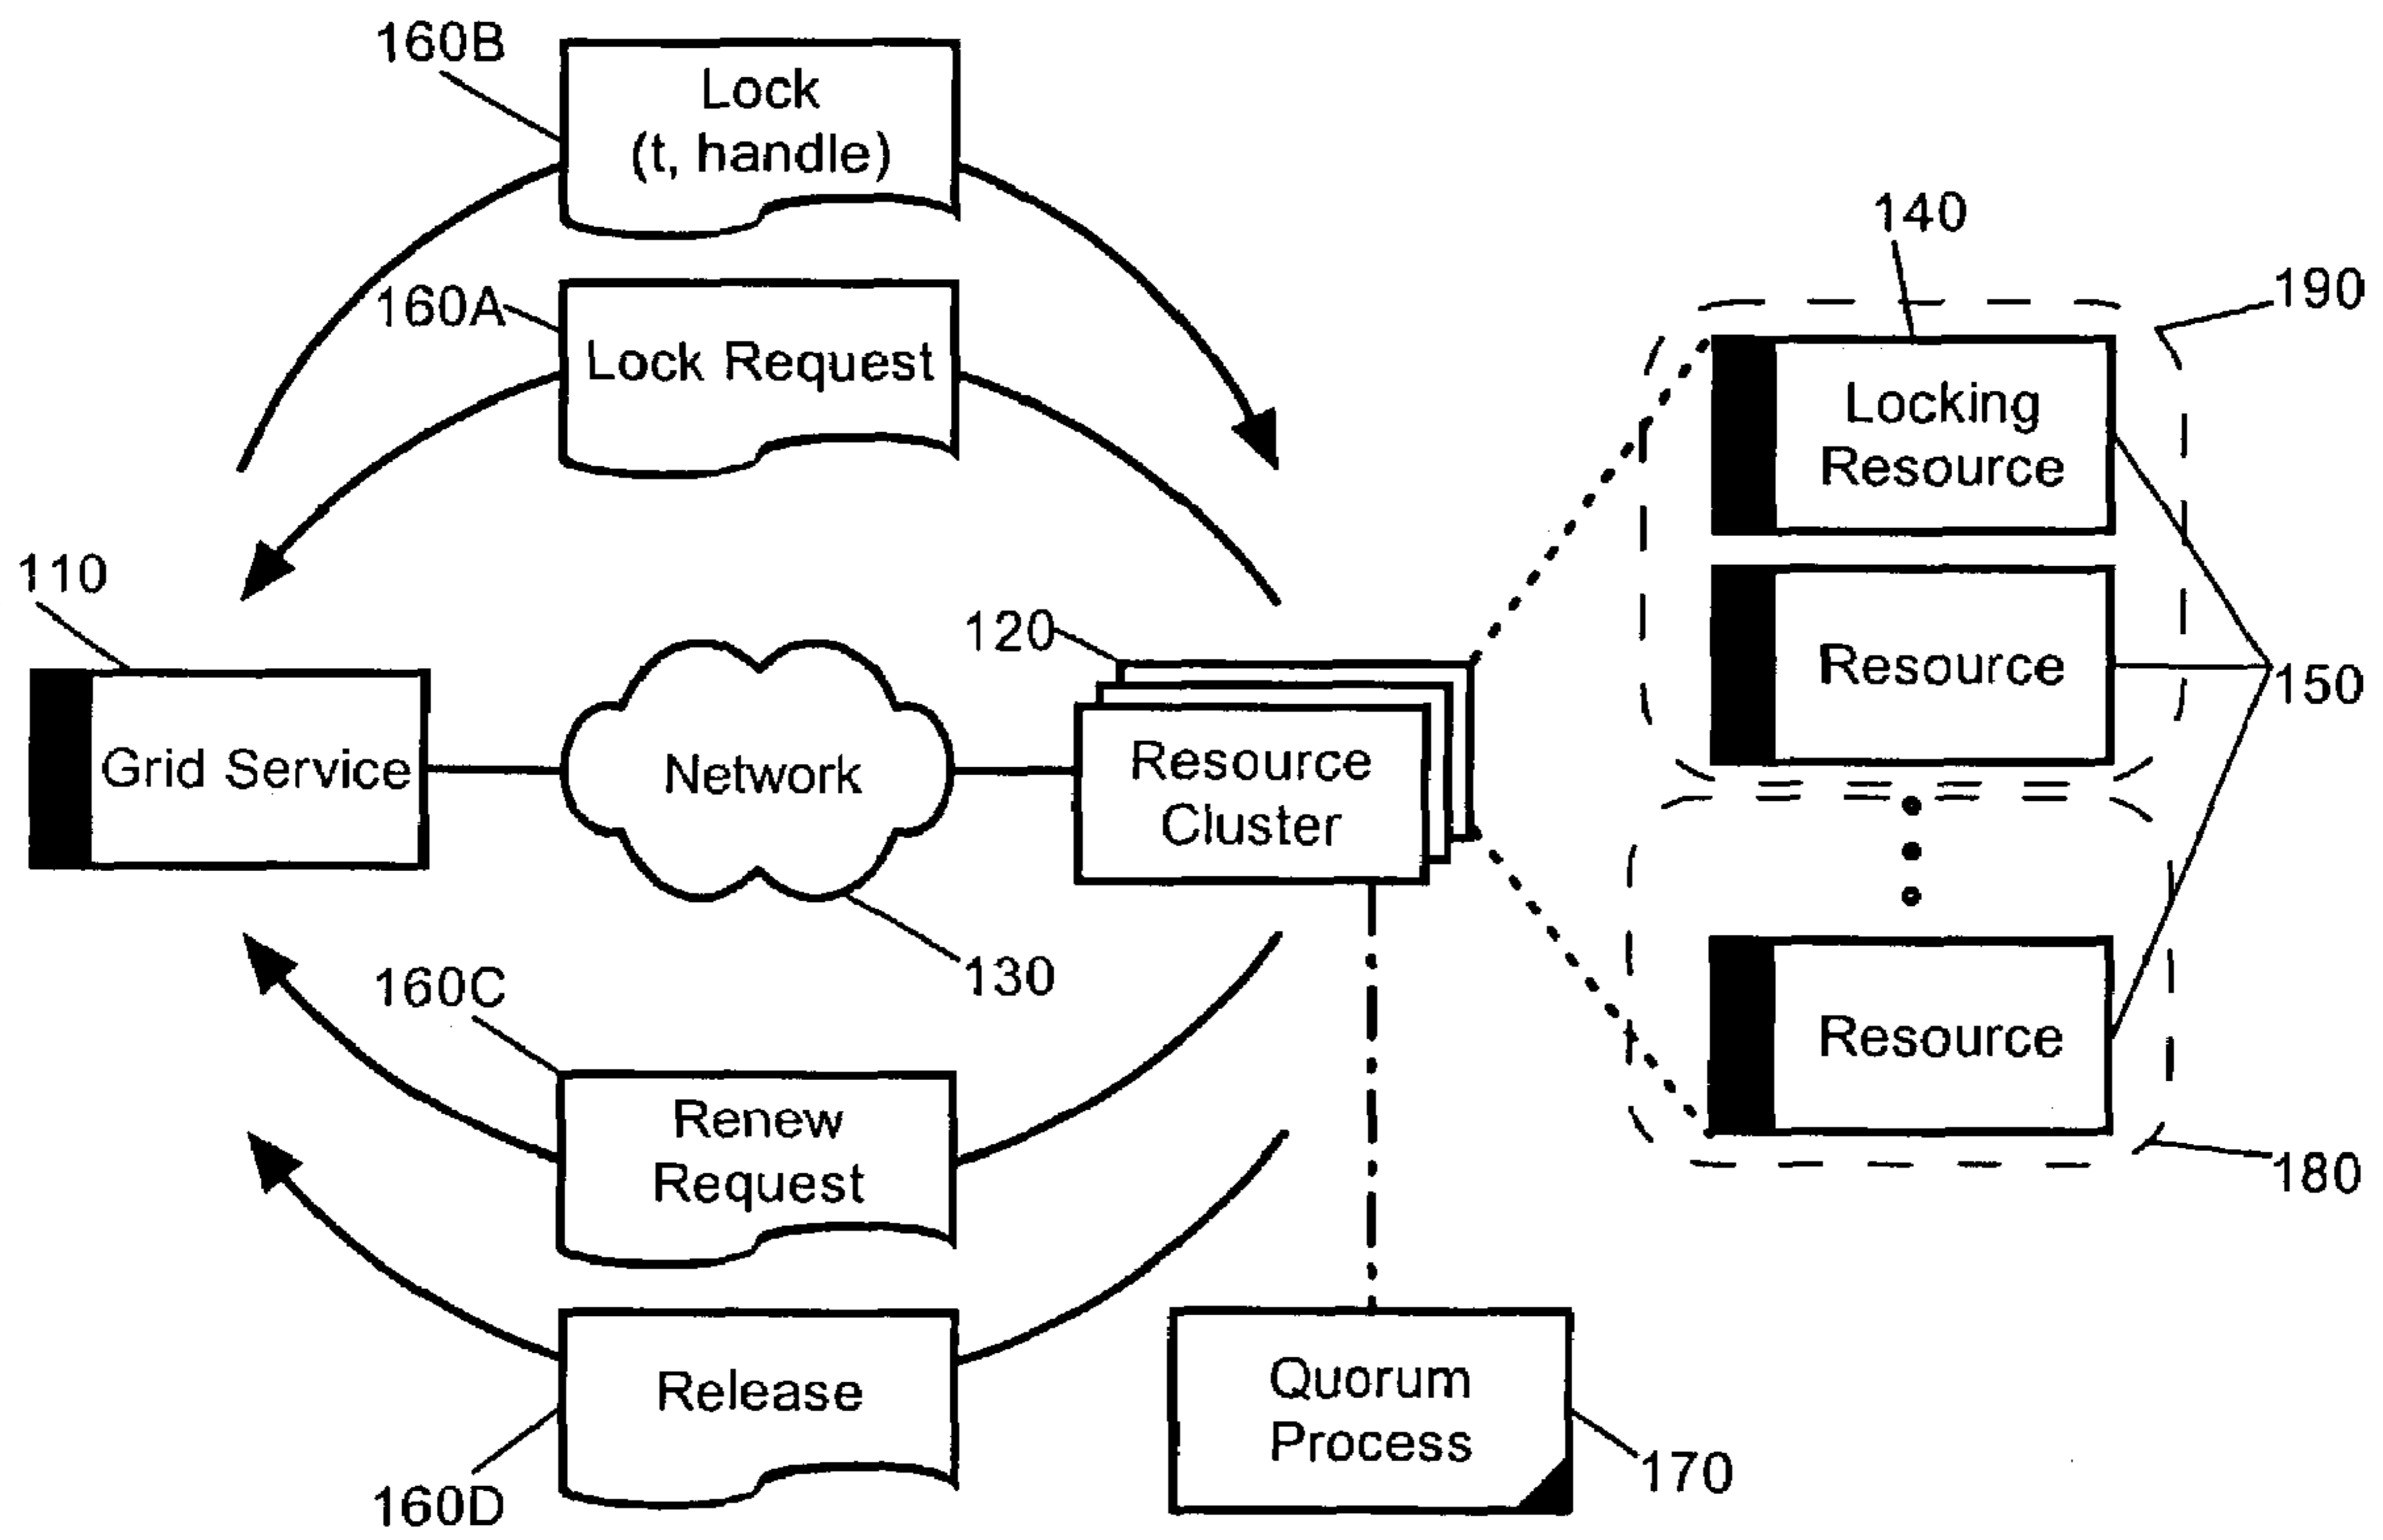 160B
Lock
(t, handle)
160A
Lock Request
140
190
Locking
Resource
110
120
Resource
150
Grid Service
Network
Resource
Cluster
130
160C
Resource
Renew
Request
180
Release
Quorum
Process
170
160D